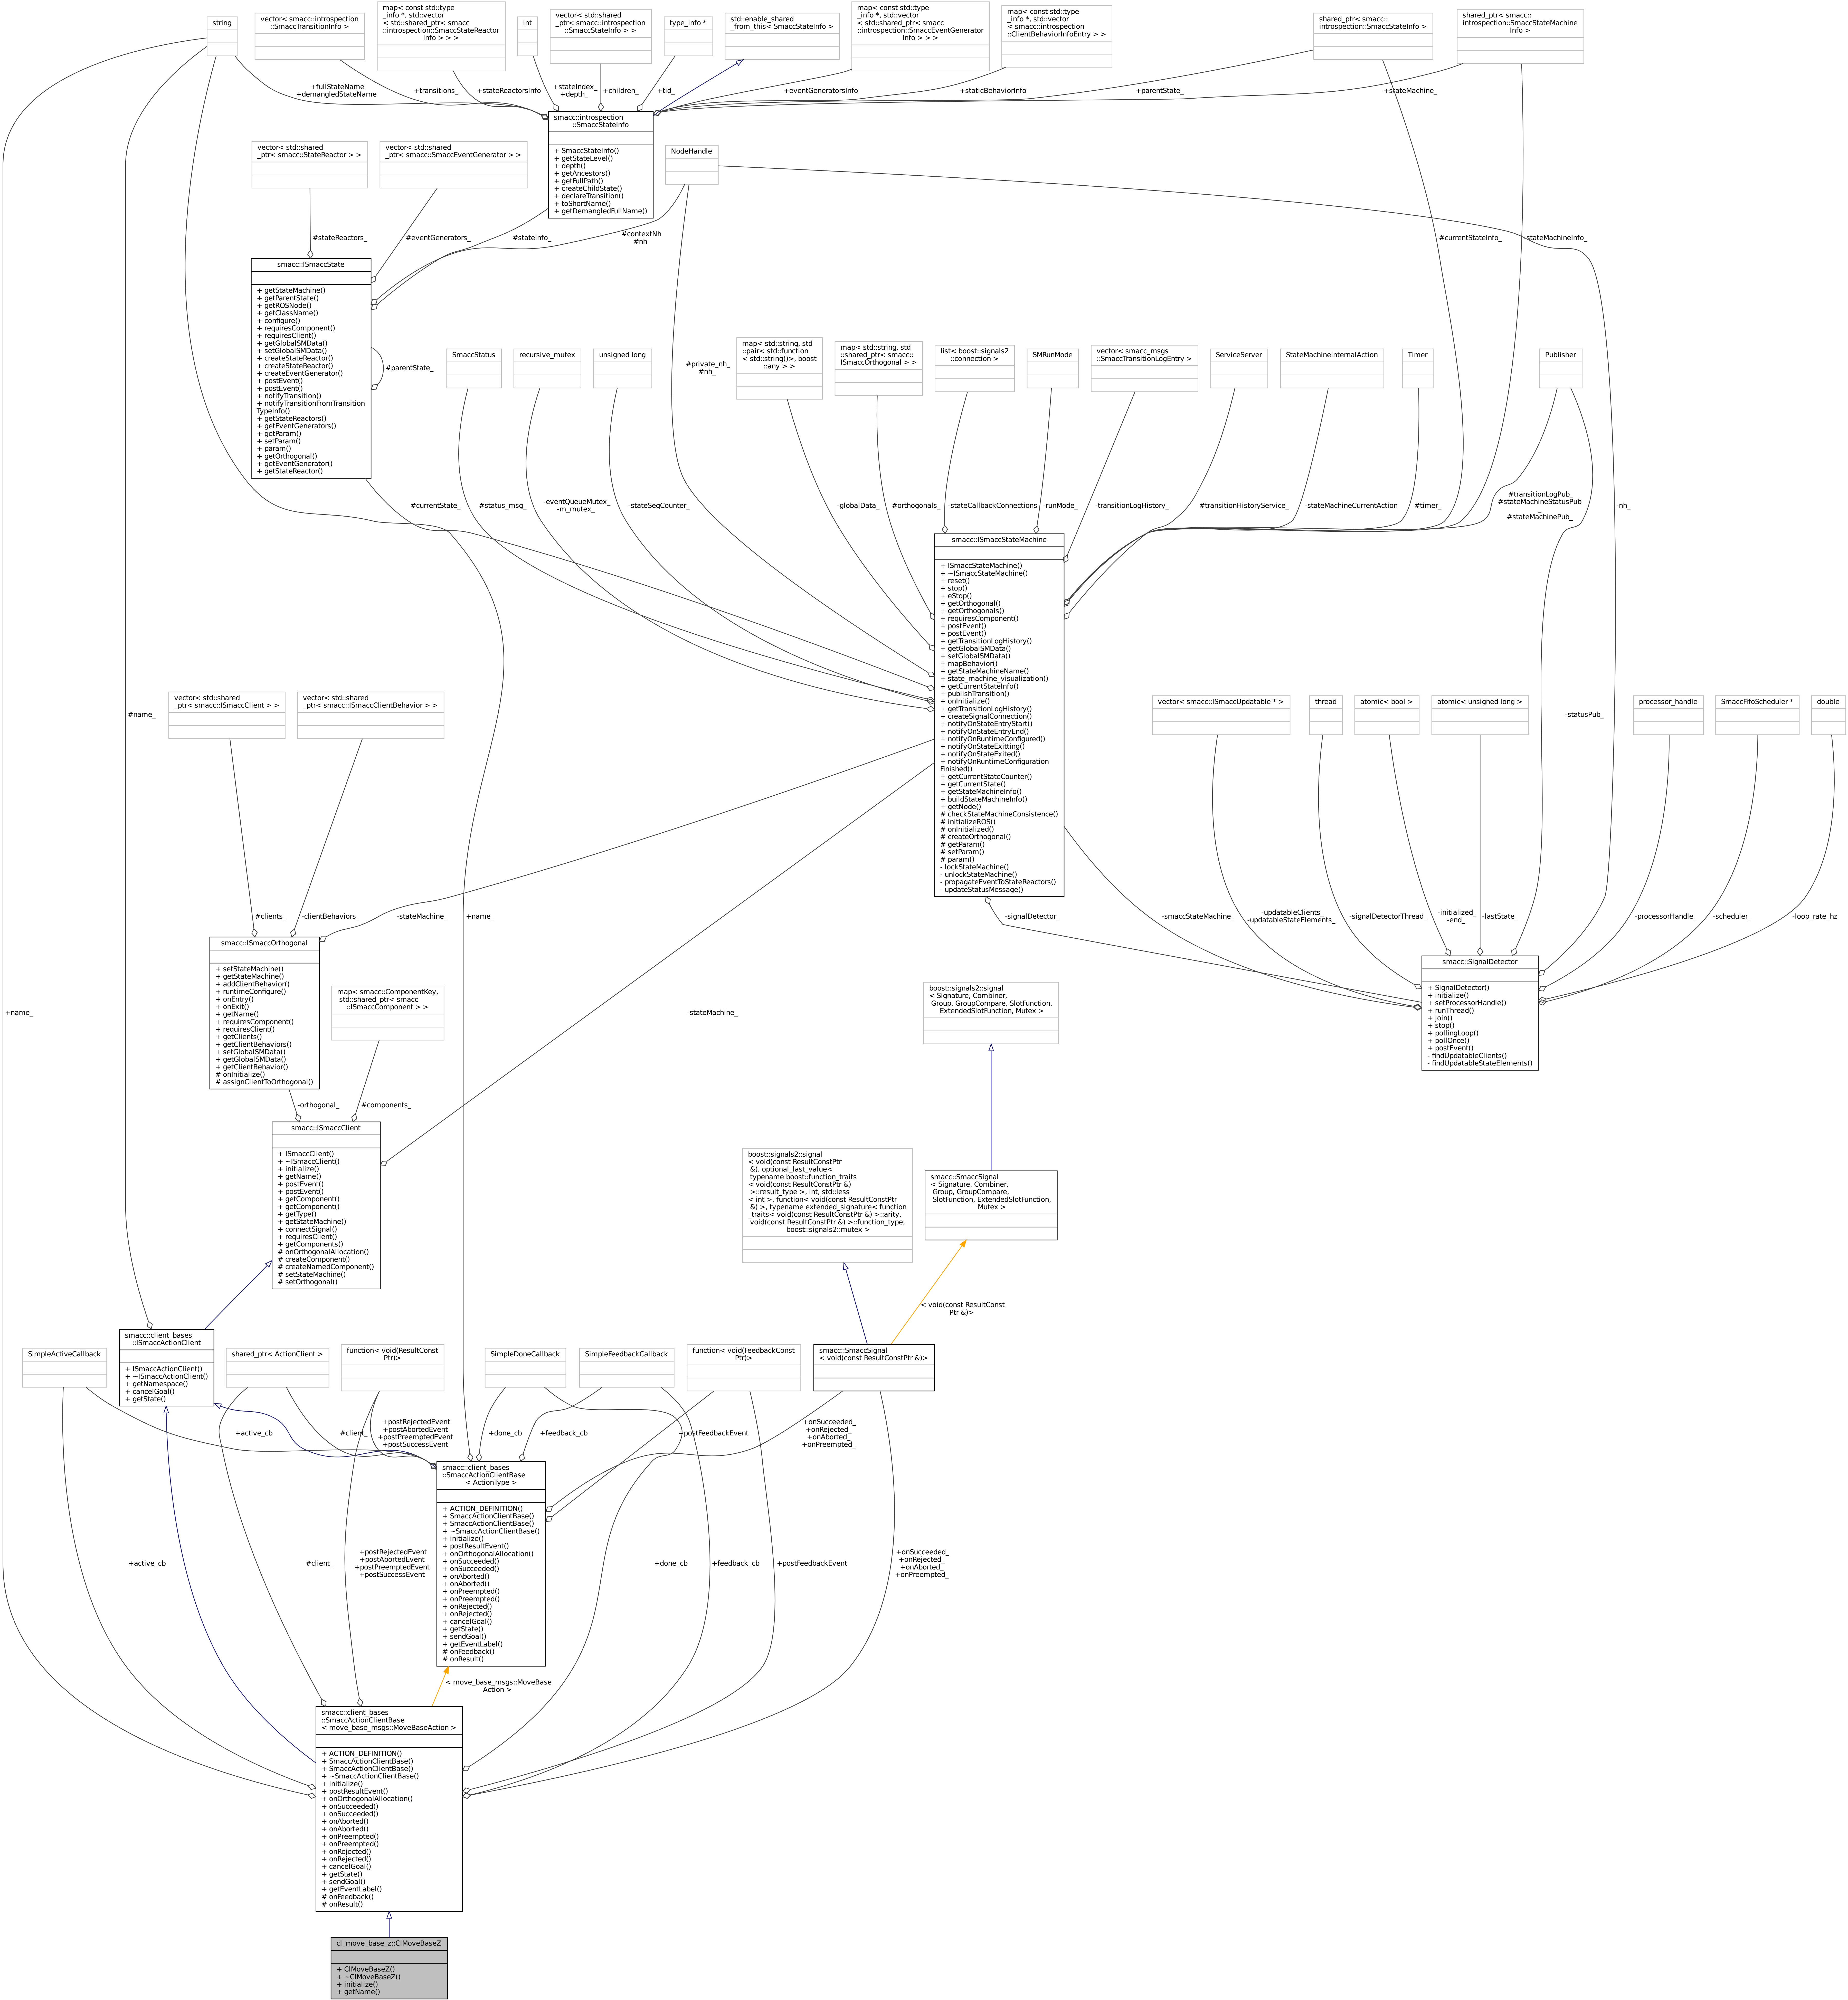 string
vector< smacc::introspection
::SmaccTransitionInfo >
map< const std::type
_info *, std::vector
< std::shared_ptr< smacc
::introspection::SmaccStateReactor
Info > > >
int
vector< std::shared
_ptr< smacc::introspection
::SmaccStateInfo > >
type_info *
std::enable_shared
_from_this< SmaccStateInfo >
map< const std::type
_info *, std::vector
< std::shared_ptr< smacc
::introspection::SmaccEventGenerator
Info > > >
map< const std::type
_info *, std::vector
< smacc::introspection
::ClientBehaviorInfoEntry > >
shared_ptr< smacc::
introspection::SmaccStateInfo >
shared_ptr< smacc::
introspection::SmaccStateMachine
Info >
+fullStateName
+demangledStateName
+transitions_
+stateReactorsInfo
+stateIndex_
+depth_
+children_
+tid_
+eventGeneratorsInfo
+staticBehaviorInfo
+parentState_
+stateMachine_
smacc::introspection
::SmaccStateInfo
+ SmaccStateInfo()
+ getStateLevel()
+ depth()
+ getAncestors()
+ getFullPath()
+ createChildState()
+ declareTransition()
+ toShortName()
+ getDemangledFullName()
vector< std::shared
_ptr< smacc::StateReactor > >
vector< std::shared
_ptr< smacc::SmaccEventGenerator > >
NodeHandle
#stateReactors_
#eventGenerators_
#stateInfo_
#contextNh
#nh
#currentStateInfo_
stateMachineInfo_
smacc::ISmaccState
+ getStateMachine()
+ getParentState()
+ getROSNode()
+ getClassName()
+ configure()
+ requiresComponent()
+ requiresClient()
+ getGlobalSMData()
+ setGlobalSMData()
+ createStateReactor()
+ createStateReactor()
+ createEventGenerator()
+ postEvent()
+ postEvent()
+ notifyTransition()
+ notifyTransitionFromTransition
TypeInfo()
+ getStateReactors()
+ getEventGenerators()
+ getParam()
+ setParam()
+ param()
+ getOrthogonal()
+ getEventGenerator()
+ getStateReactor()
#parentState_
SmaccStatus
recursive_mutex
unsigned long
#private_nh_
#nh_
map< std::string, std
::pair< std::function
< std::string()>, boost
::any > >
map< std::string, std
::shared_ptr< smacc::
ISmaccOrthogonal > >
list< boost::signals2
::connection >
SMRunMode
vector< smacc_msgs
::SmaccTransitionLogEntry >
ServiceServer
StateMachineInternalAction
Timer
Publisher
#currentState_
#status_msg_
-eventQueueMutex_
-m_mutex_
-stateSeqCounter_
-globalData_
#orthogonals_
-stateCallbackConnections
-runMode_
-transitionLogHistory_
#transitionHistoryService_
-stateMachineCurrentAction
#timer_
#transitionLogPub_
#stateMachineStatusPub
_
#stateMachinePub_
-nh_
smacc::ISmaccStateMachine
+ ISmaccStateMachine()
+ ~ISmaccStateMachine()
+ reset()
+ stop()
+ eStop()
+ getOrthogonal()
+ getOrthogonals()
+ requiresComponent()
+ postEvent()
+ postEvent()
+ getTransitionLogHistory()
+ getGlobalSMData()
+ setGlobalSMData()
+ mapBehavior()
+ getStateMachineName()
+ state_machine_visualization()
+ getCurrentStateInfo()
+ publishTransition()
+ onInitialize()
+ getTransitionLogHistory()
+ createSignalConnection()
+ notifyOnStateEntryStart()
+ notifyOnStateEntryEnd()
+ notifyOnRuntimeConfigured()
+ notifyOnStateExitting()
+ notifyOnStateExited()
+ notifyOnRuntimeConfiguration
Finished()
+ getCurrentStateCounter()
+ getCurrentState()
+ getStateMachineInfo()
+ buildStateMachineInfo()
+ getNode()
# checkStateMachineConsistence()
# initializeROS()
# onInitialized()
# createOrthogonal()
# getParam()
# setParam()
# param()
- lockStateMachine()
- unlockStateMachine()
- propagateEventToStateReactors()
- updateStatusMessage()
vector< std::shared
_ptr< smacc::ISmaccClient > >
vector< std::shared
_ptr< smacc::ISmaccClientBehavior > >
vector< smacc::ISmaccUpdatable * >
thread
atomic< bool >
atomic< unsigned long >
processor_handle
SmaccFifoScheduler *
double
#name_
-statusPub_
#clients_
-clientBehaviors_
-stateMachine_
+name_
-signalDetector_
-smaccStateMachine_
-updatableClients_
-updatableStateElements_
-signalDetectorThread_
-initialized_
-end_
-lastState_
-processorHandle_
-scheduler_
-loop_rate_hz
smacc::ISmaccOrthogonal
+ setStateMachine()
+ getStateMachine()
+ addClientBehavior()
+ runtimeConfigure()
+ onEntry()
+ onExit()
+ getName()
+ requiresComponent()
+ requiresClient()
+ getClients()
+ getClientBehaviors()
+ setGlobalSMData()
+ getGlobalSMData()
+ getClientBehavior()
# onInitialize()
# assignClientToOrthogonal()
smacc::SignalDetector
+ SignalDetector()
+ initialize()
+ setProcessorHandle()
+ runThread()
+ join()
+ stop()
+ pollingLoop()
+ pollOnce()
+ postEvent()
- findUpdatableClients()
- findUpdatableStateElements()
map< smacc::ComponentKey,
std::shared_ptr< smacc
::ISmaccComponent > >
boost::signals2::signal
< Signature, Combiner,
Group, GroupCompare, SlotFunction,
ExtendedSlotFunction, Mutex >
+name_
-stateMachine_
-orthogonal_
#components_
smacc::ISmaccClient
+ ISmaccClient()
+ ~ISmaccClient()
+ initialize()
+ getName()
+ postEvent()
+ postEvent()
+ getComponent()
+ getComponent()
+ getType()
+ getStateMachine()
+ connectSignal()
+ requiresClient()
+ getComponents()
# onOrthogonalAllocation()
# createComponent()
# createNamedComponent()
# setStateMachine()
# setOrthogonal()
boost::signals2::signal
< void(const ResultConstPtr
&), optional_last_value<
typename boost::function_traits
< void(const ResultConstPtr &)
>::result_type >, int, std::less
< int >, function< void(const ResultConstPtr
&) >, typename extended_signature< function
_traits< void(const ResultConstPtr &) >::arity,
void(const ResultConstPtr &) >::function_type,
boost::signals2::mutex >
smacc::SmaccSignal
< Signature, Combiner,
Group, GroupCompare,
SlotFunction, ExtendedSlotFunction,
Mutex >
< void(const ResultConst
Ptr &)>
smacc::client_bases
::ISmaccActionClient
+ ISmaccActionClient()
+ ~ISmaccActionClient()
+ getNamespace()
+ cancelGoal()
+ getState()
SimpleActiveCallback
shared_ptr< ActionClient >
function< void(ResultConst
Ptr)>
SimpleDoneCallback
SimpleFeedbackCallback
function< void(FeedbackConst
Ptr)>
smacc::SmaccSignal
< void(const ResultConstPtr &)>
+active_cb
#client_
+postRejectedEvent
+postAbortedEvent
+postPreemptedEvent
+postSuccessEvent
+done_cb
+feedback_cb
+postFeedbackEvent
+onSucceeded_
+onRejected_
+onAborted_
+onPreempted_
smacc::client_bases
::SmaccActionClientBase
< ActionType >
+ ACTION_DEFINITION()
+ SmaccActionClientBase()
+ SmaccActionClientBase()
+ ~SmaccActionClientBase()
+ initialize()
+ postResultEvent()
+ onOrthogonalAllocation()
+ onSucceeded()
+ onSucceeded()
+ onAborted()
+ onAborted()
+ onPreempted()
+ onPreempted()
+ onRejected()
+ onRejected()
+ cancelGoal()
+ getState()
+ sendGoal()
+ getEventLabel()
# onFeedback()
# onResult()
+active_cb
#client_
+postRejectedEvent
+postAbortedEvent
+postPreemptedEvent
+postSuccessEvent
+done_cb
+feedback_cb
+postFeedbackEvent
+onSucceeded_
+onRejected_
+onAborted_
+onPreempted_
< move_base_msgs::MoveBase
Action >
smacc::client_bases
::SmaccActionClientBase
< move_base_msgs::MoveBaseAction >
+ ACTION_DEFINITION()
+ SmaccActionClientBase()
+ SmaccActionClientBase()
+ ~SmaccActionClientBase()
+ initialize()
+ postResultEvent()
+ onOrthogonalAllocation()
+ onSucceeded()
+ onSucceeded()
+ onAborted()
+ onAborted()
+ onPreempted()
+ onPreempted()
+ onRejected()
+ onRejected()
+ cancelGoal()
+ getState()
+ sendGoal()
+ getEventLabel()
# onFeedback()
# onResult()
cl_move_base_z::ClMoveBaseZ
+ ClMoveBaseZ()
+ ~ClMoveBaseZ()
+ initialize()
+ getName()